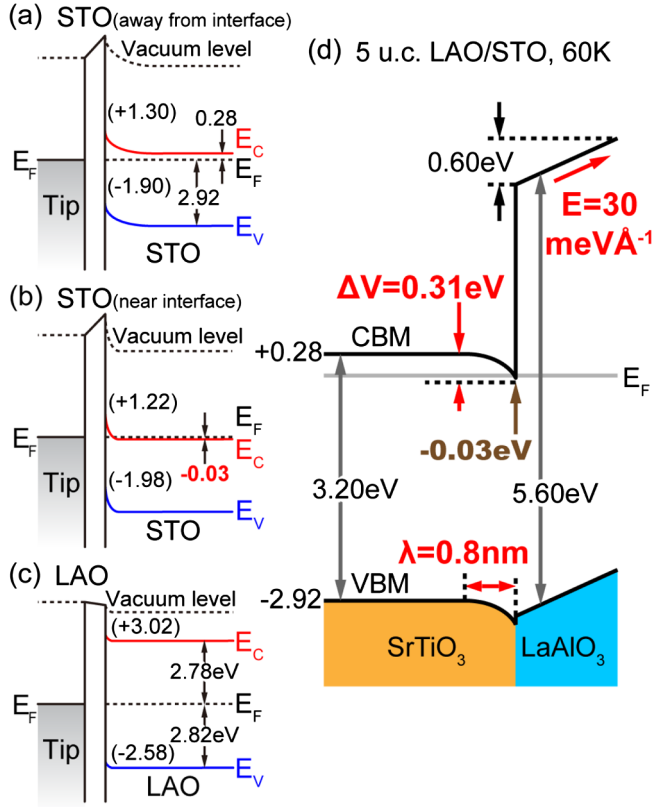 (a) STO(away from interface)
Vacuum level
(+1.30)
0.28
E_C
E_F
E_F
(-1.90)
2.92
Tip
E_V
STO
(b) STO(near interface)
Vacuum level
(+1.22)
E_F
E_F
E_C
-0.03
(-1.98)
Tip
E_V
STO
(c) LAO
Vacuum level
(+3.02)
E_C
2.78eV
E_F
E_F
2.82eV
Tip
(-2.58)
E_V
LAO
(d) 5 u.c. LAO/STO, 60K
0.60eV
E=30
meVÅ⁻¹
ΔV=0.31eV
+0.28
CBM
E_F
-0.03eV
3.20eV
5.60eV
λ=0.8nm
-2.92
VBM
SrTiO₃
LaAlO₃